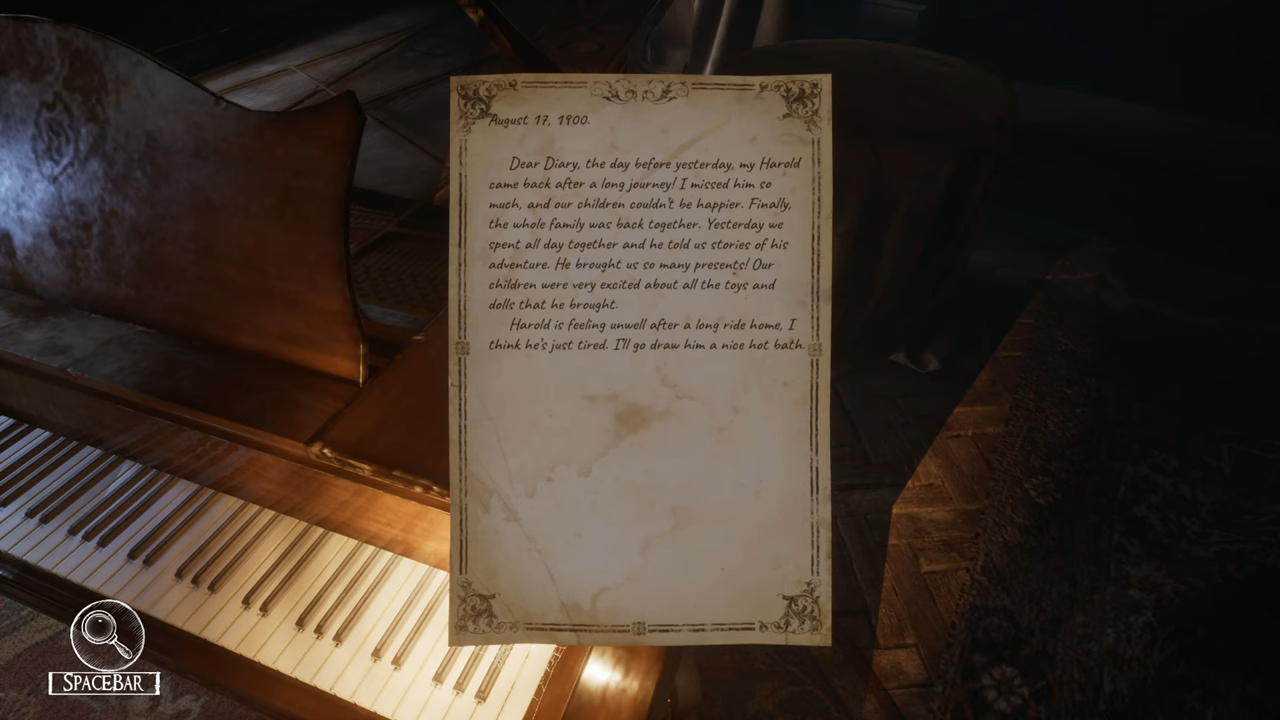 August 17, 1900.
Dear Diary, the day before yesterday, my Harold
came back after a long journey! I missed him so
much, and our children couldn't be happier. Finally,
the whole family was back together. Yesterday we
spent all day together and he told us stories of his
adventure. He brought us so many presents! Our
children were very excited about all the toys and
dolls that he brought.
Harold is feeling unwell after a long ride home, I
think he's just tired. I'll go draw him a nice hot bath.
SPACEBAR